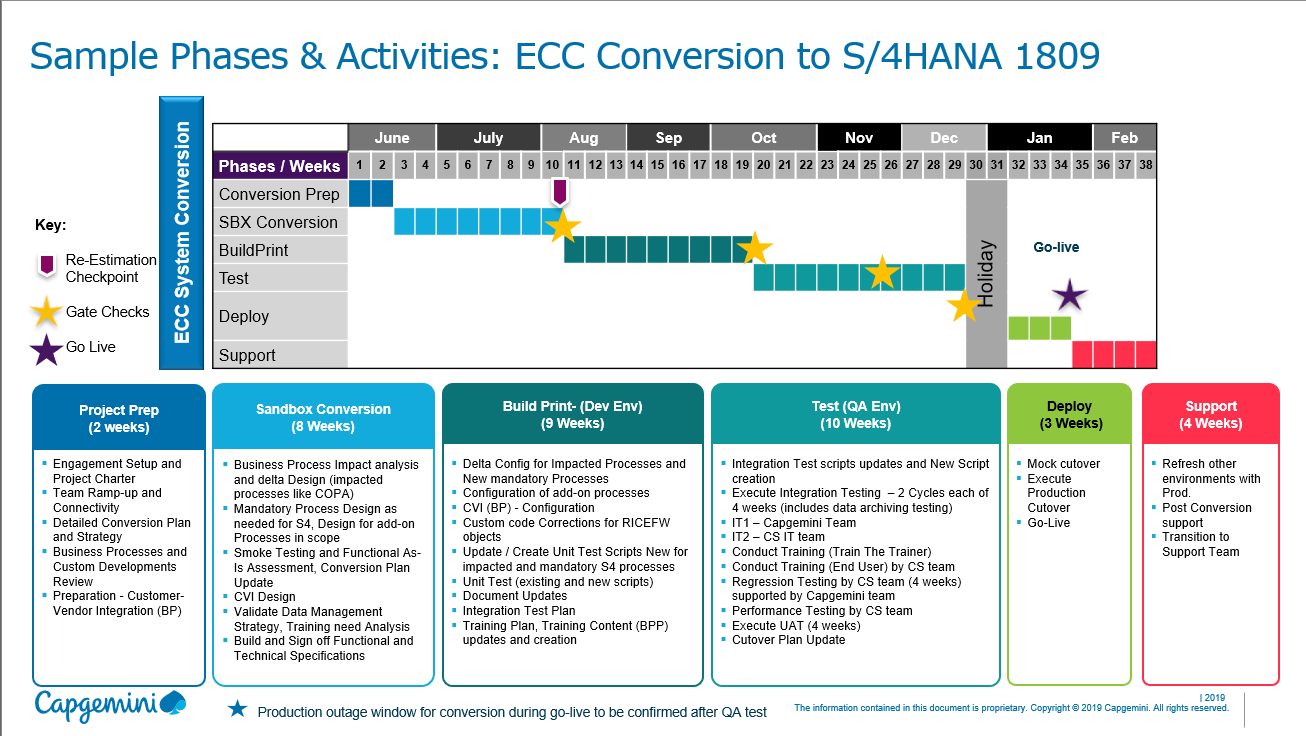 Sample Phases & Activities: ECC Conversion to S/4HANA 1809
ECC System Conversion
June July Aug Sep Oct Nov Dec Jan Feb
Phases / Weeks 1 2 3 4 5 6 7 8 9 10 11 12 13 14 15 16 17 18 19 20 21 22 23 24 25 26 27 28 29 30 31 32 33 34 35 36 37 38
Conversion Prep
SBX Conversion
BuildPrint
Test
Deploy
Support
Holiday
Go-live
Key:
Re-Estimation
Checkpoint
Gate Checks
Go Live
Project Prep
(2 weeks)
Engagement Setup and
Project Charter
Team Ramp-up and
Connectivity
Detailed Conversion Plan
and Strategy
Business Processes and
Custom Developments
Review
Preparation - Customer-
Vendor Integration (BP)
Sandbox Conversion
(8 Weeks)
Business Process Impact analysis
and delta Design (impacted
processes like COPA)
Mandatory Process Design as
needed for S4, Design for add-on
Processes in scope
Smoke Testing and Functional As-
Is Assessment, Conversion Plan
Update
CVI Design
Validate Data Management
Strategy, Training need Analysis
Build and Sign off Functional and
Technical Specifications
Build Print- (Dev Env)
(9 Weeks)
Delta Config for Impacted Processes and
New mandatory Processes
Configuration of add-on processes
CVI (BP) - Configuration
Custom code Corrections for RICEFW
objects
Update / Create Unit Test Scripts New for
impacted and mandatory S4 processes
Unit Test (existing and new scripts)
Document Updates
Integration Test Plan
Training Plan, Training Content (BPP)
updates and creation
Test (QA Env)
(10 Weeks)
Integration Test scripts updates and New Script
creation
Execute Integration Testing – 2 Cycles each of
4 weeks (includes data archiving testing)
IT1 – Capgemini Team
IT2 – CS IT team
Conduct Training (Train The Trainer)
Conduct Training (End User) by CS team
Regression Testing by CS team (4 weeks)
supported by Capgemini team
Performance Testing by CS team
Execute UAT (4 weeks)
Cutover Plan Update
Deploy
(3 Weeks)
Mock cutover
Execute
Production
Cutover
Go-Live
Support
(4 Weeks)
Refresh other
environments with
Prod.
Post Conversion
support
Transition to
Support Team
Capgemini
Production outage window for conversion during go-live to be confirmed after QA test
| 2019
The information contained in this document is proprietary. Copyright © 2019 Capgemini. All rights reserved.